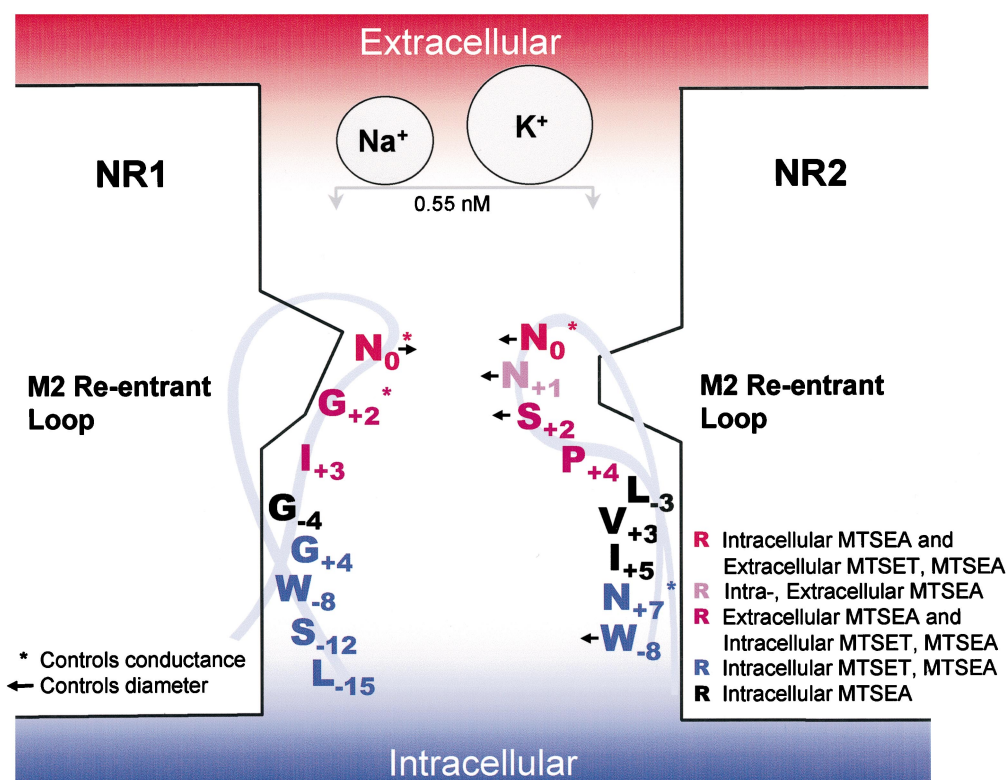 Extracellular
Na⁺
K⁺
NR1
NR2
0.55 nM
N₀*
G₊₂*
I₊₃
G₋₄
G₊₄
W₋₈
S₋₁₂
L₋₁₅
N₀*
N₊₁
S₊₂
P₊₄
L₋₃
V₊₃
I₊₅
N₊₇*
W₋₈
M2 Re-entrant
Loop
M2 Re-entrant
Loop
* Controls conductance
← Controls diameter
R Intracellular MTSEA and
Extracellular MTSET, MTSEA
R Intra-, Extracellular MTSEA
R Extracellular MTSEA and
Intracellular MTSET, MTSEA
R Intracellular MTSET, MTSEA
R Intracellular MTSEA
Intracellular